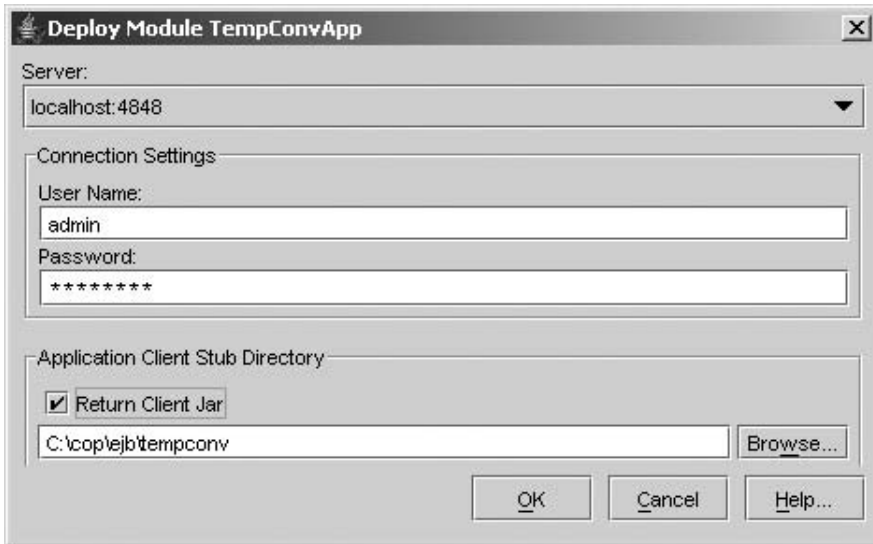 Deploy Module TempConvApp
Server:
localhost:4848
Connection Settings
User Name:
admin
Password:
********
Application Client Stub Directory
Return Client Jar
C:\cop\ejb\tempconv
Browse...
OK
Cancel
Help...